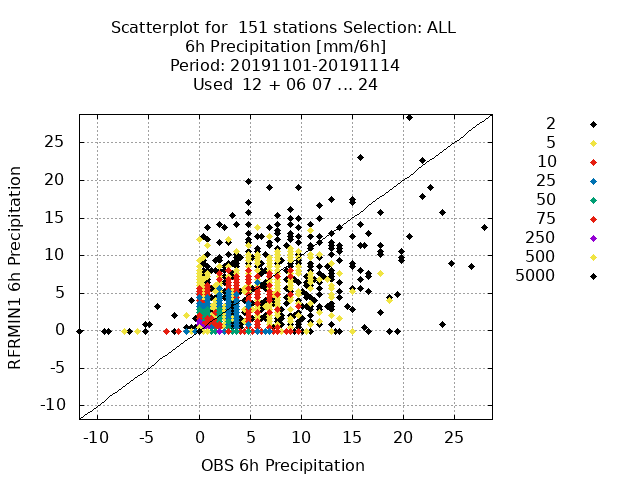 Scatterplot for  151 stations Selection: ALL
6h Precipitation [mm/6h]
Period: 20191101-20191114
Used  12 + 06 07 ... 24
RFRMIN1 6h Precipitation
25
20
15
10
5
0
-5
-10
-10 -5 0 5 10 15 20 25
OBS 6h Precipitation
2
5
10
25
50
75
250
500
5000